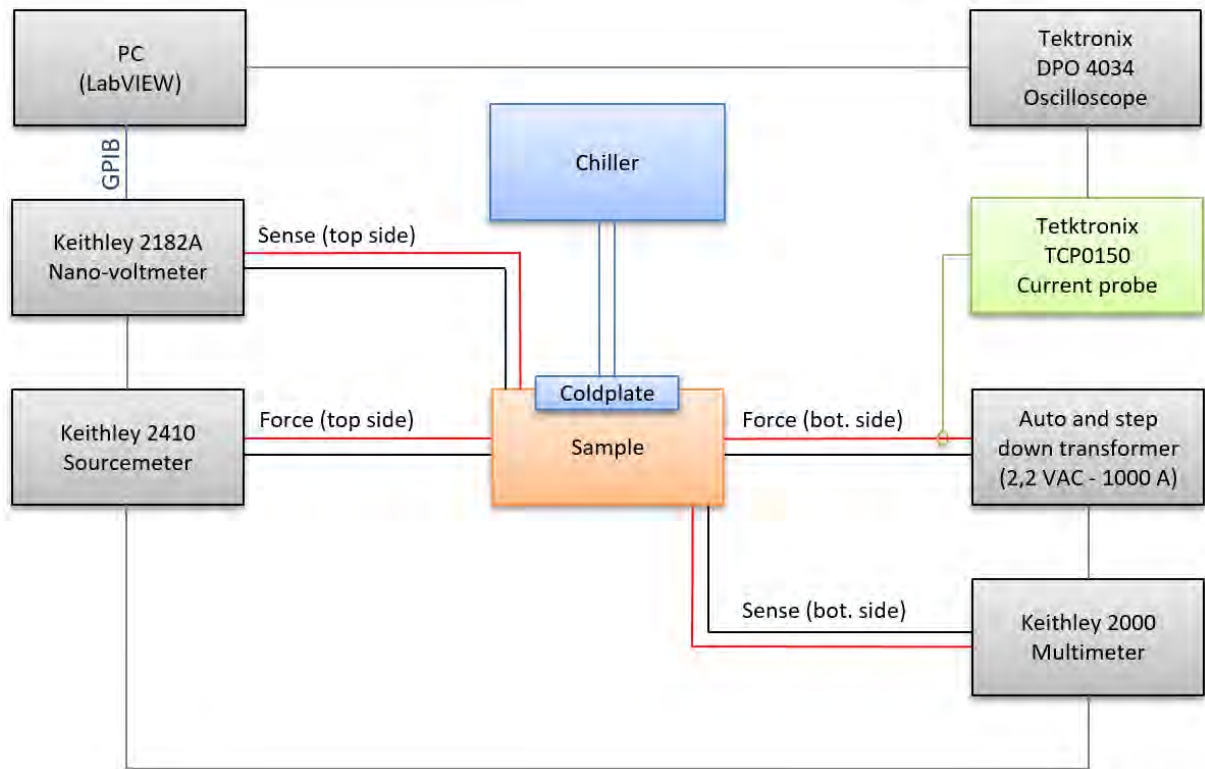 PC
(LabVIEW)
Tektronix
DPO 4034
Oscilloscope
Chiller
GPIB
Keithley 2182A
Nano-voltmeter
Sense (top side)
Tetktronix
TCP0150
Current probe
Coldplate
Keithley 2410
Sourcemeter
Force (top side)
Sample
Force (bot. side)
Auto and step
down transformer
(2,2 VAC - 1000 A)
Sense (bot. side)
Keithley 2000
Multimeter